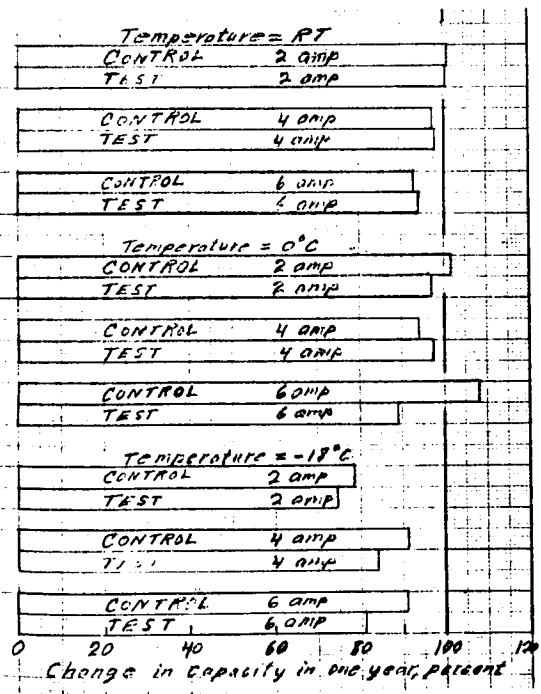 Temperature = RT
CONTROL 2 amp
TEST 2 amp
CONTROL 4 amp
TEST 4 amp
CONTROL 6 amp
TEST 6 amp
Temperature = 0°C
CONTROL 2 amp
TEST 2 amp
CONTROL 4 amp
TEST 4 amp
CONTROL 6 amp
TEST 6 amp
Temperature = -18°C
CONTROL 2 amp
TEST 2 amp
CONTROL 4 amp
4 amp
CONTROL 6 amp
TEST 6 amp
0 20 40 60 80 100 120
Change in capacity in one year, percent